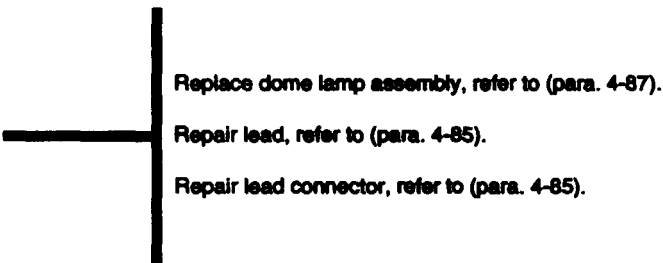 Replace dome lamp assembly, refer to (para. 4-87).
Repair lead, refer to (para. 4-85).
Repair lead connector, refer to (para. 4-85).